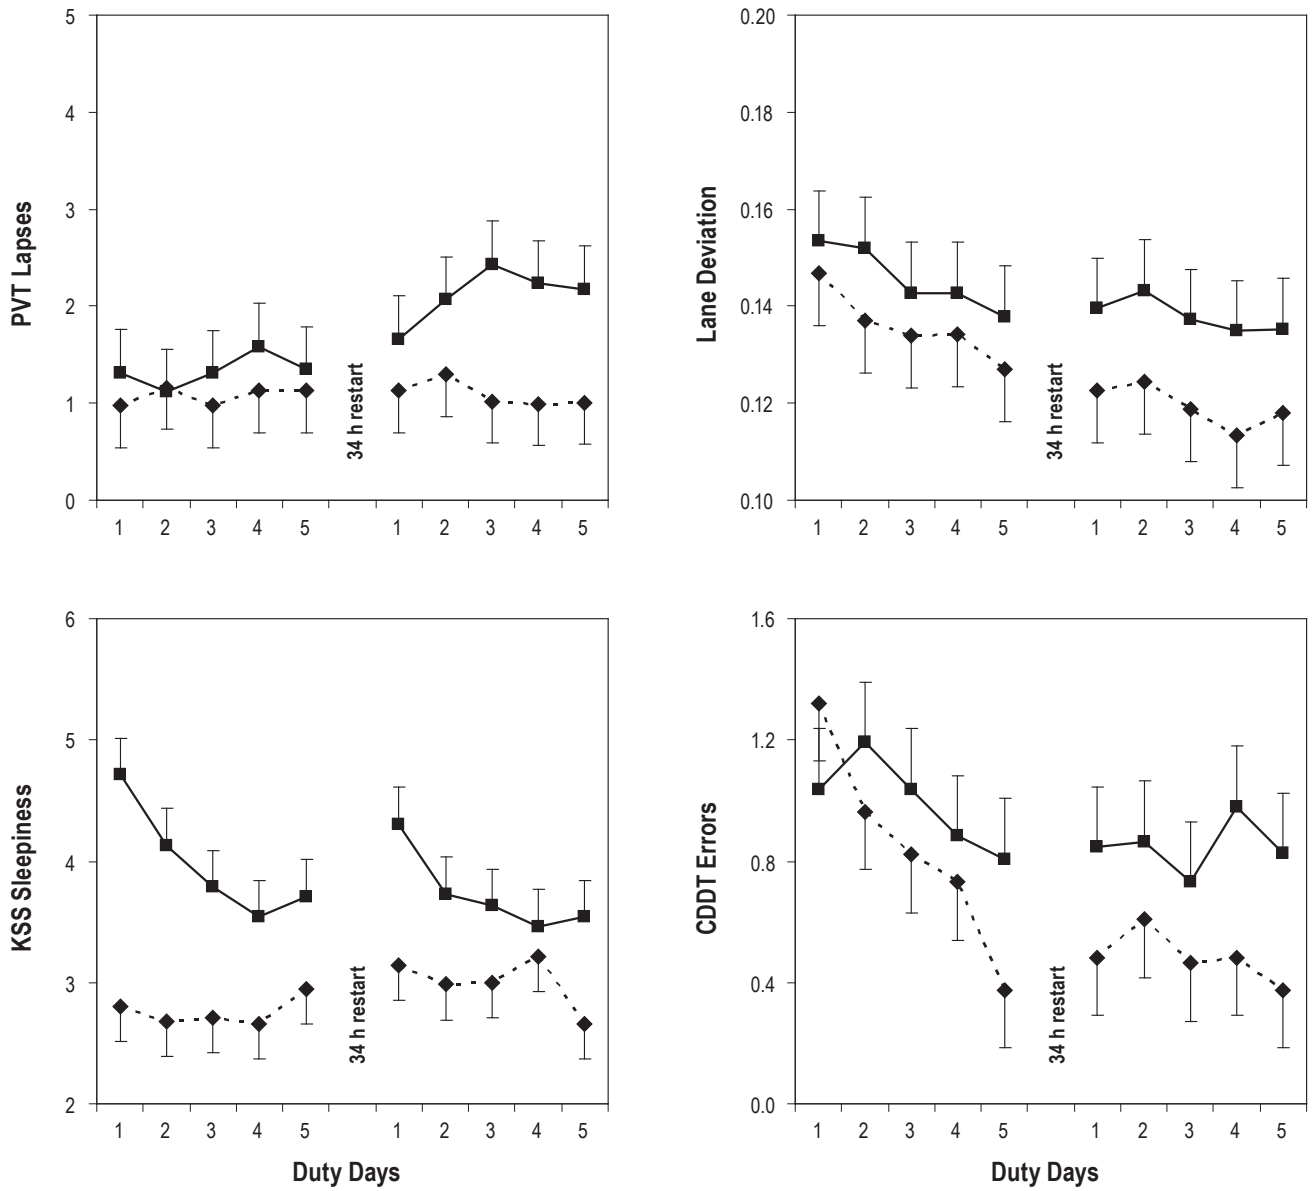 PVT Lapses
5
4
3
2
1
0
34 h restart
1 2 3 4 5 1 2 3 4 5
Lane Deviation
0.20
0.18
0.16
0.14
0.12
0.10
34 h restart
1 2 3 4 5 1 2 3 4 5
KSS Sleepiness
6
5
4
3
2
34 h restart
1 2 3 4 5 1 2 3 4 5
Duty Days
CDDT Errors
1.6
1.2
0.8
0.4
0.0
34 h restart
1 2 3 4 5 1 2 3 4 5
Duty Days